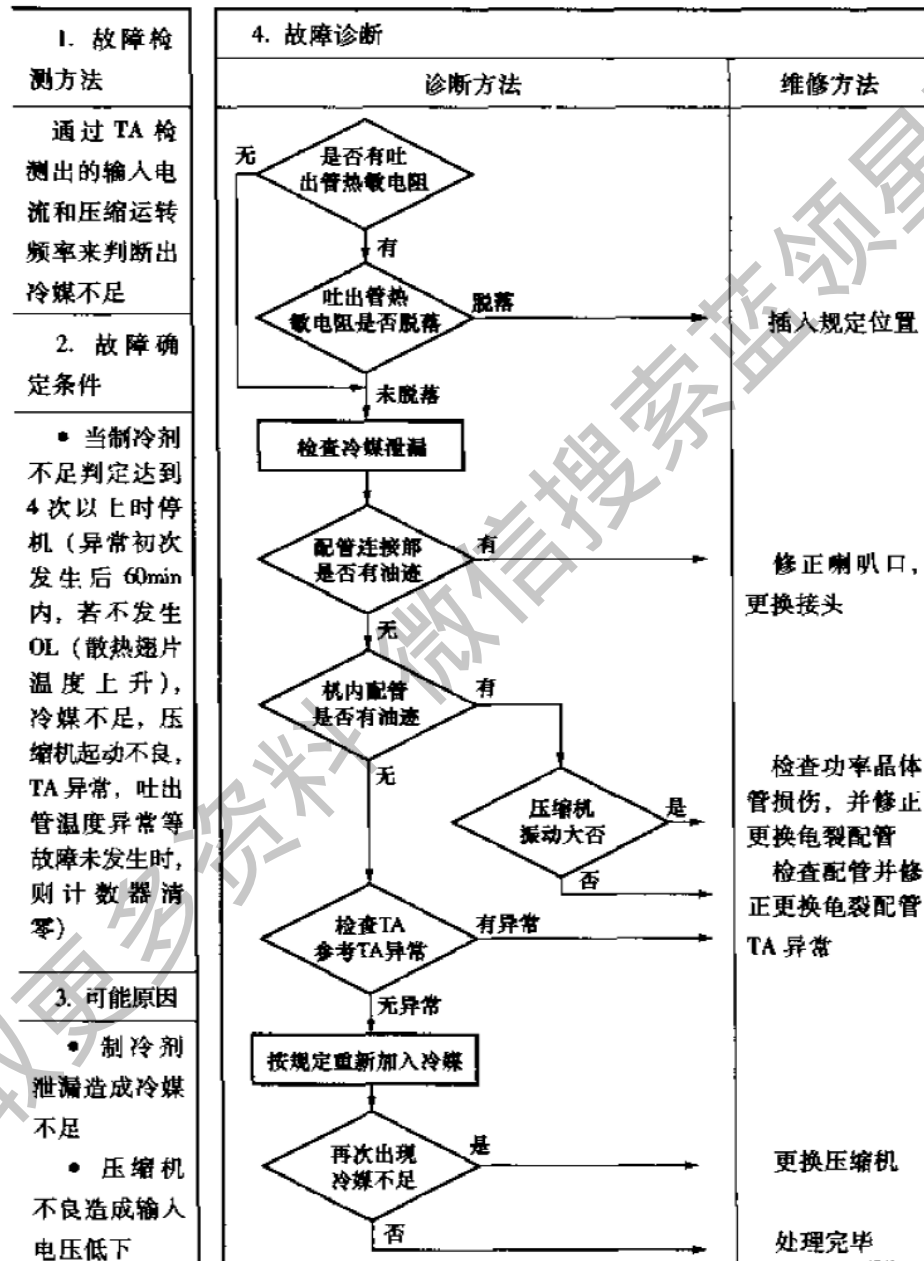 1. 故障检
测方法
通过 TA 检
测出的输入电
流和压缩运转
频率来判断出
冷媒不足
2. 故障确
定条件
• 当制冷剂
不足判定达到
4 次以上时停
机（异常初次
发生后 60min
内，若不发生
OL（散热翅片
温度上升），
冷媒不足，压
缩机起动不良，
TA 异常，吐出
管温度异常等
故障未发生时，
则计数器清
零）
3. 可能原因
• 制冷剂
泄漏造成冷媒
不足
• 压缩机
不良造成输入
电压低下
4. 故障诊断
诊断方法
维修方法
是否有吐
出管热敏电阻
无
有
吐出管热
敏电阻是否脱落
脱落
插入规定位置
未脱落
检查冷媒泄漏
配管连接部
是否有油迹
有
修正喇叭口，
更换接头
无
机内配管
是否有油迹
有
无
压缩机
振动大否
是
检查功率晶体
管损伤，并修正
更换龟裂配管
否
检查配管并修
正更换龟裂配管
检查TA
参考TA异常
有异常
TA 异常
无异常
按规定重新加入冷媒
再次出现
冷媒不足
是
更换压缩机
否
处理完毕
取更多资料 微信搜索蓝领星